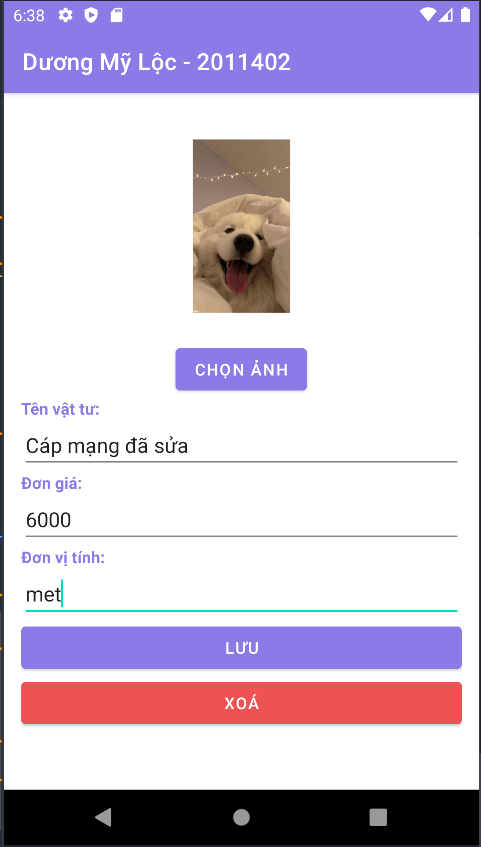 6:38
Dương Mỹ Lộc - 2011402
CHỌN ẢNH
Tên vật tư:
Cáp mạng đã sửa
Đơn giá:
6000
Đơn vị tính:
met
LƯU
XOÁ